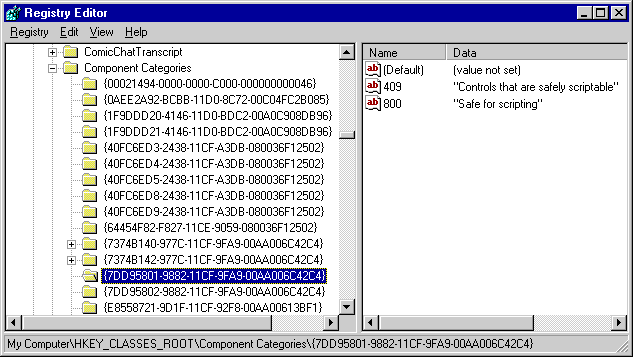 Registry Editor
Registry Edit View Help
ComicChatTranscript
Component Categories
{00021494-0000-0000-C000-000000000046}
{0AEE2A92-BCBB-11D0-8C72-00C04FC2B085}
{1F9DDD20-4146-11D0-BDC2-00A0C908DB96}
{1F9DDD21-4146-11D0-BDC2-00A0C908DB96}
{40FC6ED3-2438-11CF-A3DB-080036F12502}
{40FC6ED4-2438-11CF-A3DB-080036F12502}
{40FC6ED5-2438-11CF-A3DB-080036F12502}
{40FC6ED8-2438-11CF-A3DB-080036F12502}
{40FC6ED9-2438-11CF-A3DB-080036F12502}
{64454F82-F827-11CE-9059-080036F12502}
{7374B140-977C-11CF-9FA9-00AA006C42C4}
{7374B142-977C-11CF-9FA9-00AA006C42C4}
{7DD95801-9882-11CF-9FA9-00AA006C42C4}
{7DD95802-9882-11CF-9FA9-00AA006C42C4}
{E8558721-9D1F-11CF-92F8-00AA00613BF1}
Name Data
ab (Default) (value not set)
ab 409 "Controls that are safely scriptable"
ab 800 "Safe for scripting"
My Computer\HKEY_CLASSES_ROOT\Component Categories\{7DD95801-9882-11CF-9FA9-00AA006C42C4}